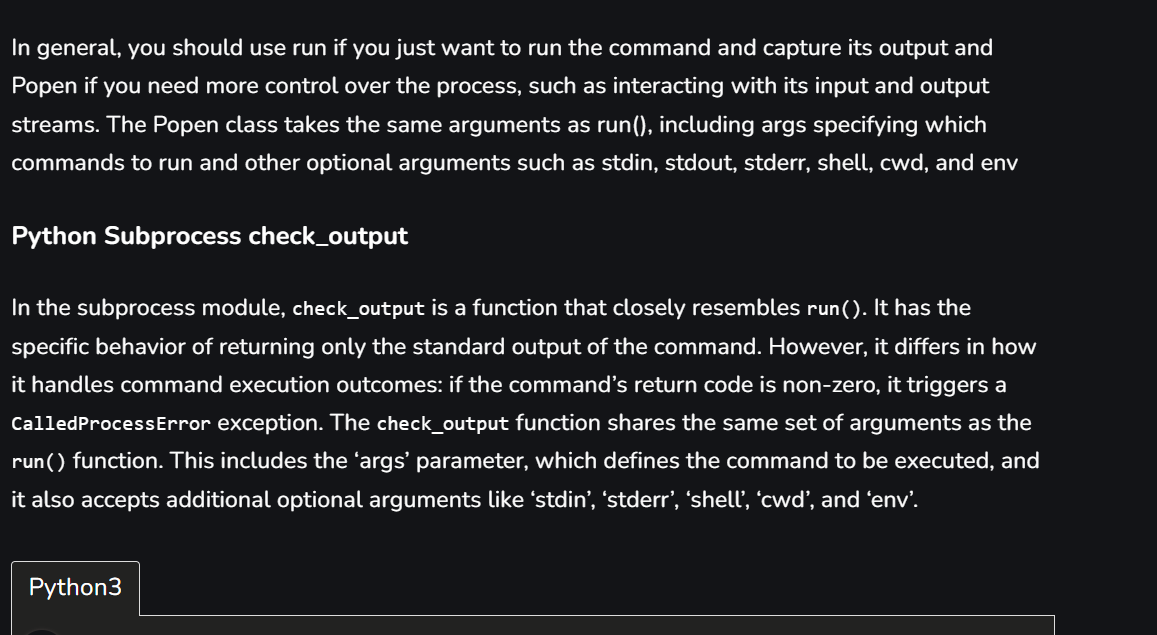 In general, you should use run if you just want to run the command and capture its output and
Popen if you need more control over the process, such as interacting with its input and output
streams. The Popen class takes the same arguments as run(), including args specifying which
commands to run and other optional arguments such as stdin, stdout, stderr, shell, cwd, and env
Python Subprocess check_output
In the subprocess module, check_output is a function that closely resembles run(). It has the
specific behavior of returning only the standard output of the command. However, it differs in how
it handles command execution outcomes: if the command’s return code is non-zero, it triggers a
CalledProcessError exception. The check_output function shares the same set of arguments as the
run() function. This includes the ‘args’ parameter, which defines the command to be executed, and
it also accepts additional optional arguments like ‘stdin’, ‘stderr’, ‘shell’, ‘cwd’, and ‘env’.
Python3